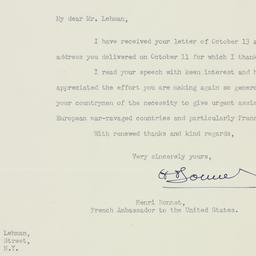 My dear Mr. Lehman,
I have received your letter of October 13 a
address you delivered on October 11 for which I thank
I read your speech with keen interest and h
appreciated the effort you are making again so gener
your countrymen of the necessity to give urgent assis
European war-ravaged countries and particularly Franc
With renewed thanks and kind regards,
Very sincerely yours,
H Bonnet
Henri Bonnet,
French Ambassador to the United States.
Lehman,
Street,
N.Y.